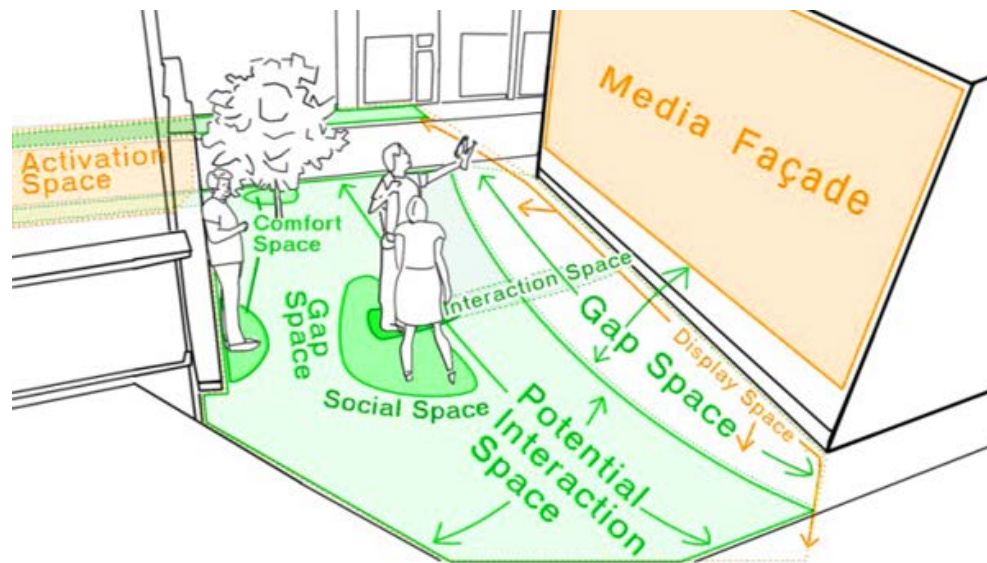 Media Façade
Activation
Space
Comfort
Space
Interaction Space
Gap
Space
Gap Space
Display Space
Social Space
Potential
Interaction
Space